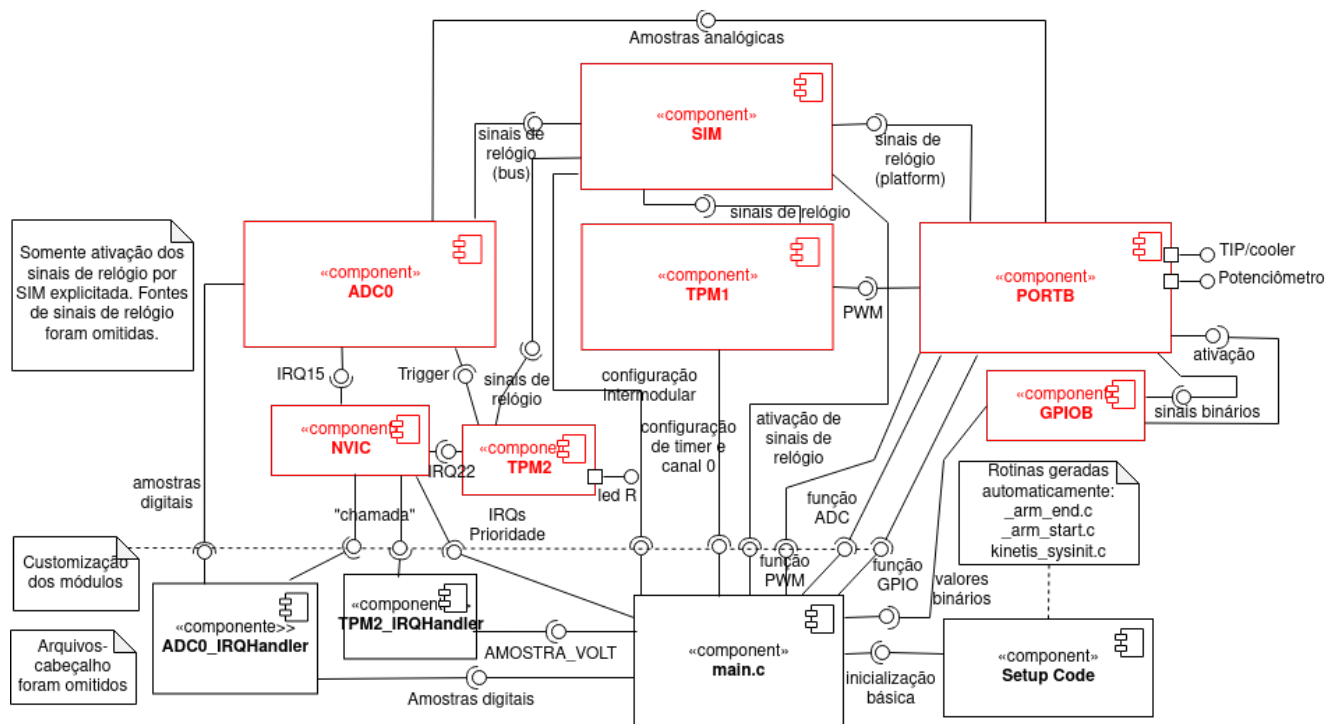 Amostras analógicas
«component»
SIM
sinais de
relógio
(bus)
sinais de
relógio
(platform)
sinais de relógio
Somente ativação dos
sinais de relógio por
SIM explicitada. Fontes
de sinais de relógio
foram omitidas.
«component»
ADC0
«component»
TPM1
PWM
«component»
PORTB
TIP/cooler
Potenciômetro
ativação
IRQ15
Trigger
sinais de
relógio
configuração
intermodular
«component
GPIOB
sinais binários
«component
NVIC
IRQ22
«compone
TPM2
led R
configuração
de timer e
canal 0
ativação de
sinais de
relógio
Rotinas geradas
automaticamente:
_arm_end.c
_arm_start.c
kinetis_sysinit.c
amostras
digitais
"chamada"
IRQs
Prioridade
função
ADC
Customização
dos módulos
função
PWM
função
GPIO
valores
binários
«componente>>
ADC0_IRQHandler
«component
TPM2_IRQHandler
AMOSTRA_VOLT
Arquivos-
cabeçalho
foram omitidos
Amostras digitais
«component»
main.c
inicialização
básica
«component»
Setup Code